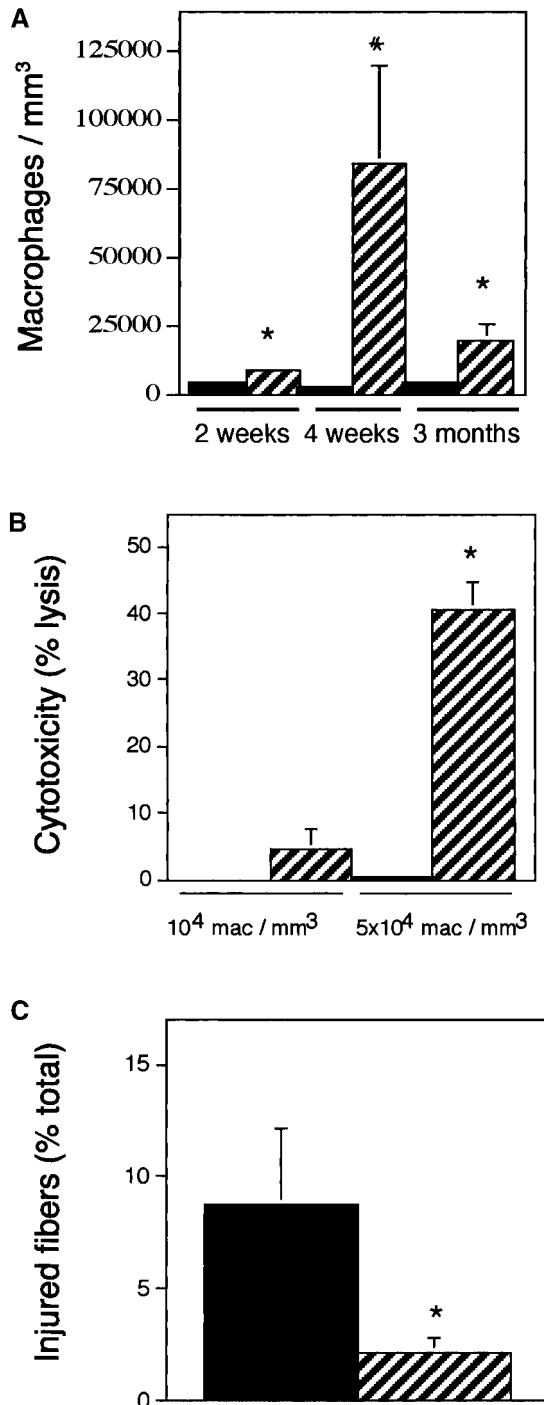 A
Macrophages / mm³
125000
100000
75000
50000
25000
0
*
#
*
*
2 weeks 4 weeks 3 months
B
Cytotoxicity (% lysis)
50
40
30
20
10
0
*
10⁴ mac / mm³ 5x10⁴ mac / mm³
C
Injured fibers (% total)
15
10
5
0
*